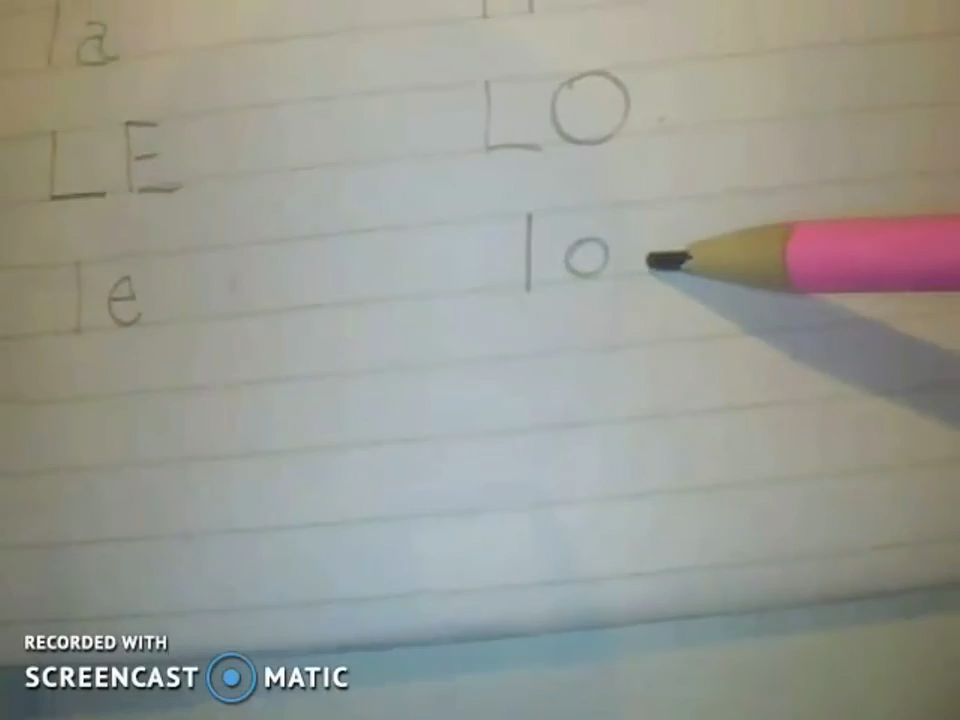 la
LE
LO
le
lo
RECORDED WITH
SCREENCAST MATIC